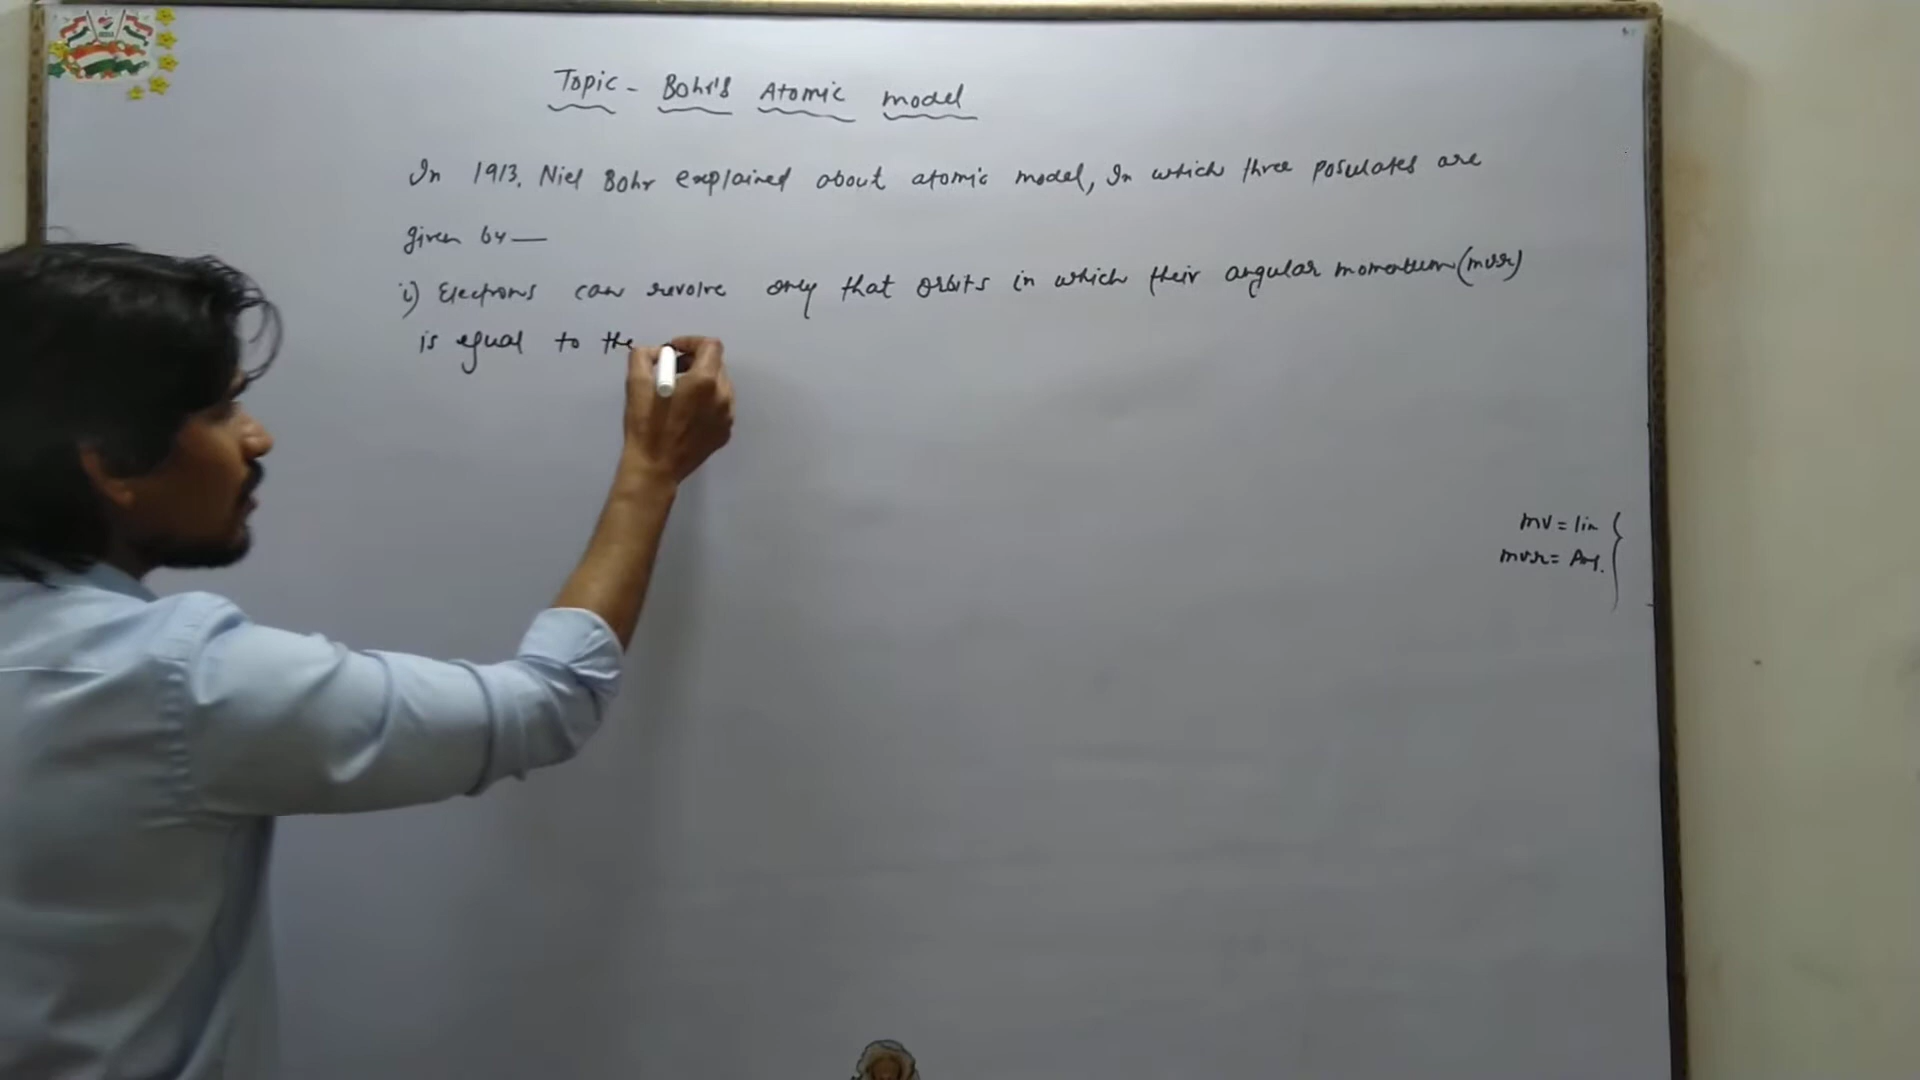 Topic - Bohr's Atomic model
In 1913. Niel Bohr explained about atomic model, In which three posulates are
given by —
i) Electrons can revolve only that orbits in which their angular momentum (mvr)
is equal to the
mv = lin
mvr = Ang.